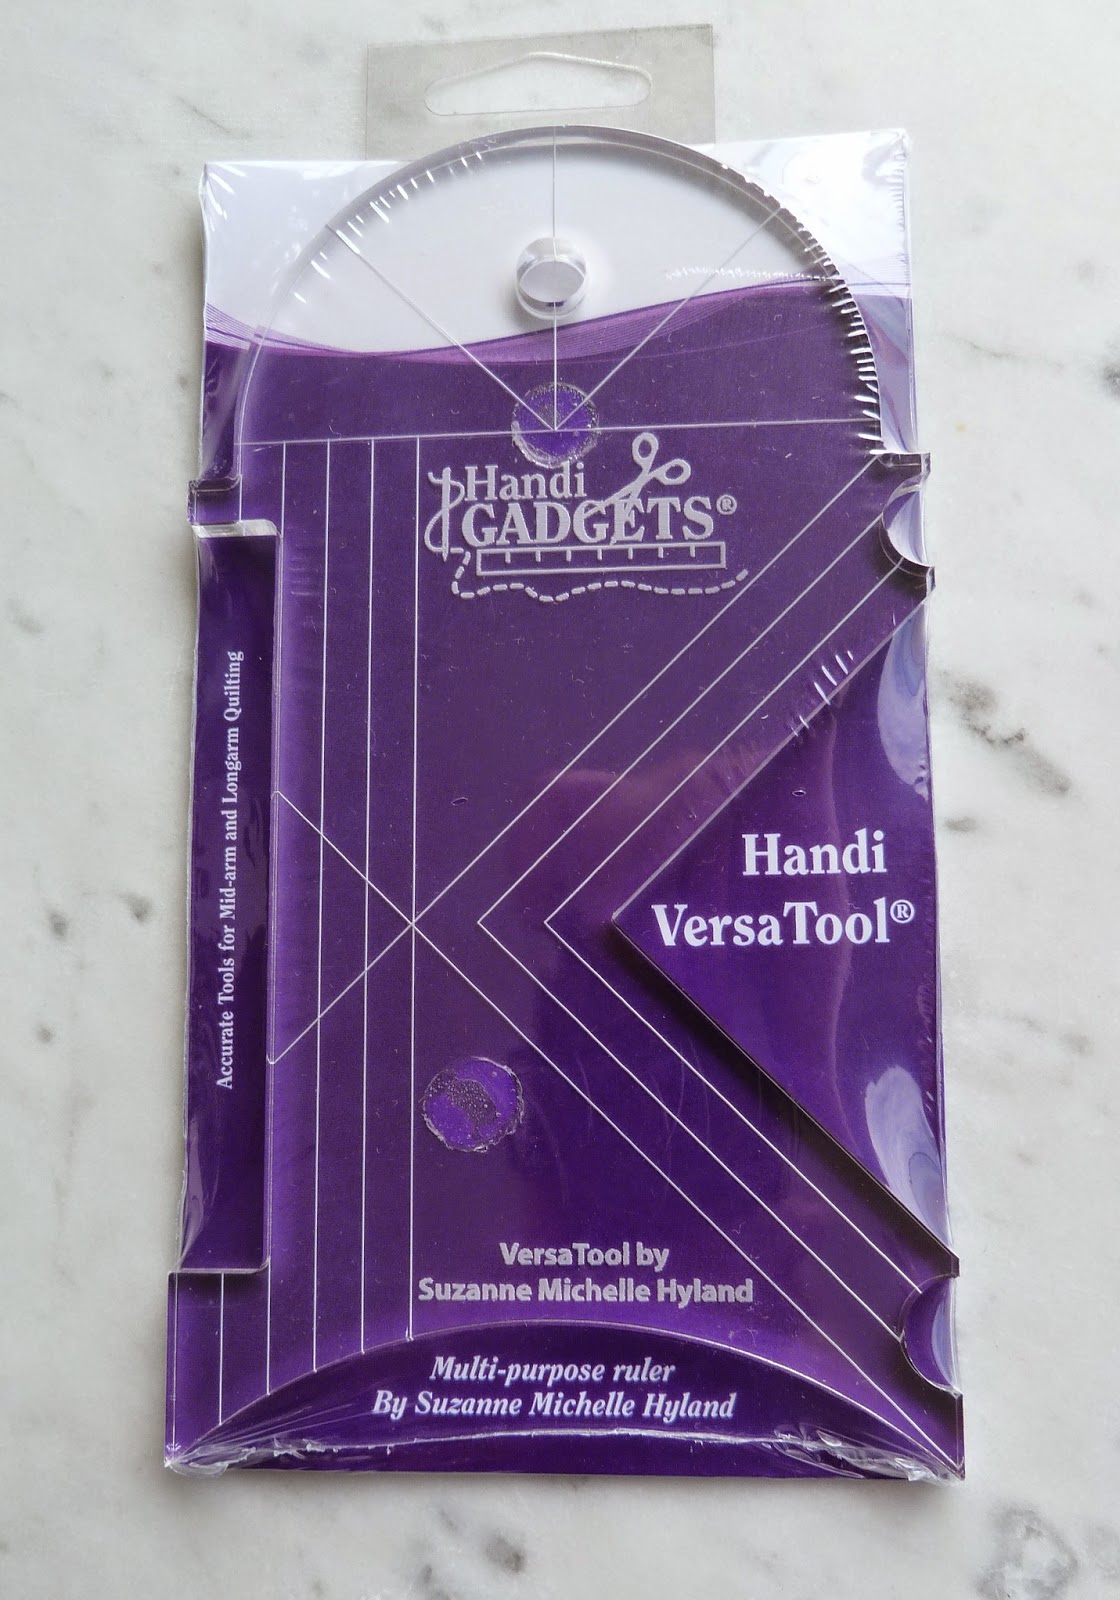 Handi
GADGETS®
Accurate Tools for Mid-arm and Longarm Quilting
Handi
VersaTool®
VersaTool by
Suzanne Michelle Hyland
Multi-purpose ruler
By Suzanne Michelle Hyland